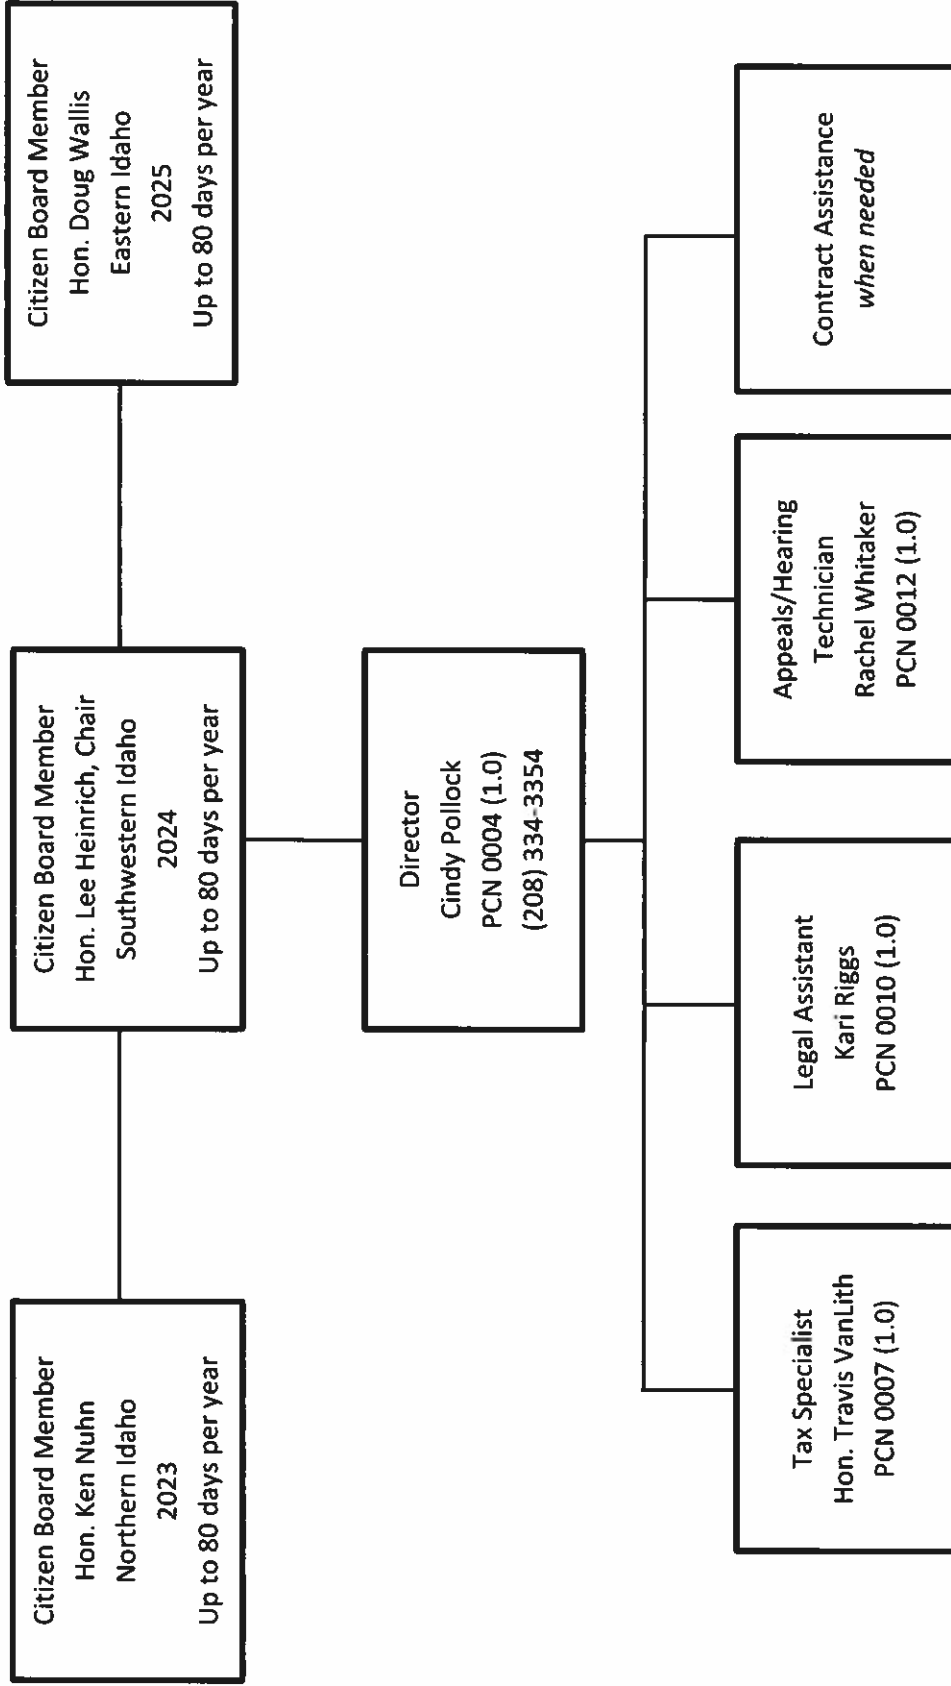 Citizen Board Member
Hon. Ken Nuhn
Northern Idaho
2023
Up to 80 days per year
Citizen Board Member
Hon. Lee Heinrich, Chair
Southwestern Idaho
2024
Up to 80 days per year
Citizen Board Member
Hon. Doug Wallis
Eastern Idaho
2025
Up to 80 days per year
Director
Cindy Pollock
PCN 0004 (1.0)
(208) 334-3354
Tax Specialist
Hon. Travis VanLith
PCN 0007 (1.0)
Legal Assistant
Kari Riggs
PCN 0010 (1.0)
Appeals/Hearing
Technician
Rachel Whitaker
PCN 0012 (1.0)
Contract Assistance
when needed